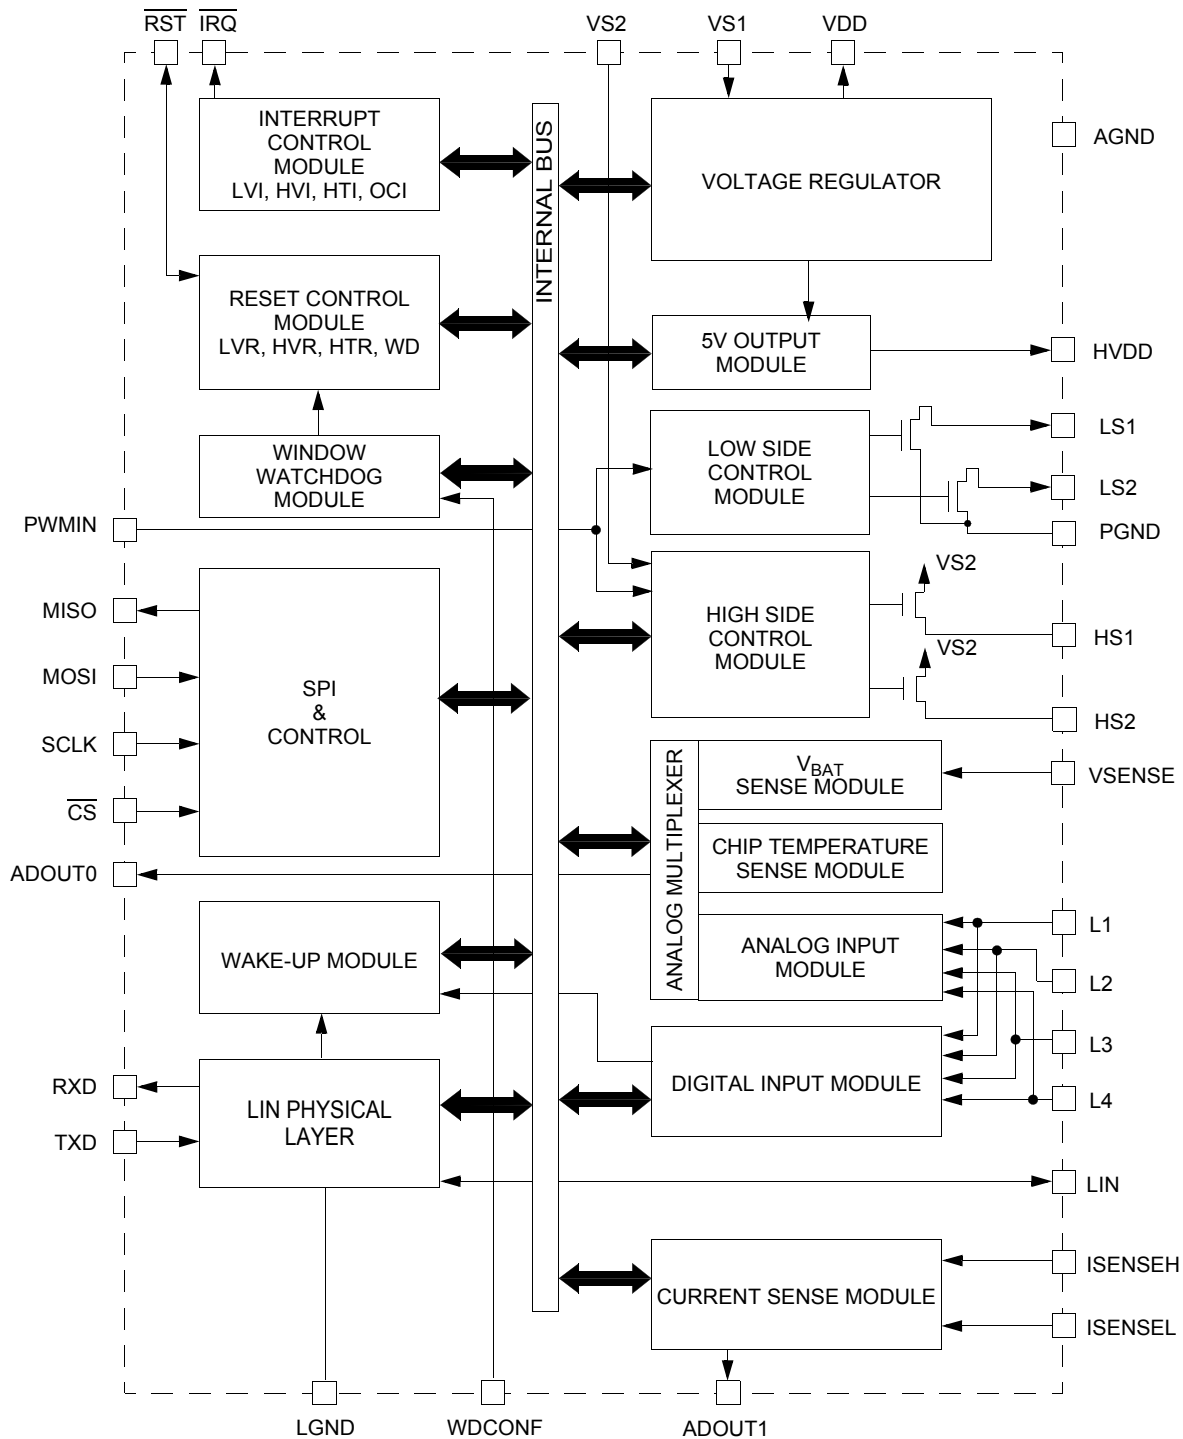 RST
IRQ
VS2
VS1
VDD
INTERRUPT
CONTROL
MODULE
LVI, HVI, HTI, OCI
INTERNAL BUS
VOLTAGE REGULATOR
AGND
RESET CONTROL
MODULE
LVR, HVR, HTR, WD
5V OUTPUT
MODULE
HVDD
WINDOW
WATCHDOG
MODULE
LOW SIDE
CONTROL
MODULE
LS1
LS2
PWMIN
PGND
MISO
MOSI
SCLK
CS
SPI
&
CONTROL
HIGH SIDE
CONTROL
MODULE
VS2
HS1
VS2
HS2
ANALOG MULTIPLEXER
VBAT
SENSE MODULE
VSENSE
CHIP TEMPERATURE
SENSE MODULE
ADOUT0
WAKE-UP MODULE
ANALOG INPUT
MODULE
L1
L2
L3
L4
RXD
TXD
LIN PHYSICAL
LAYER
DIGITAL INPUT MODULE
LIN
CURRENT SENSE MODULE
ISENSEH
ISENSEL
LGND
WDCONF
ADOUT1